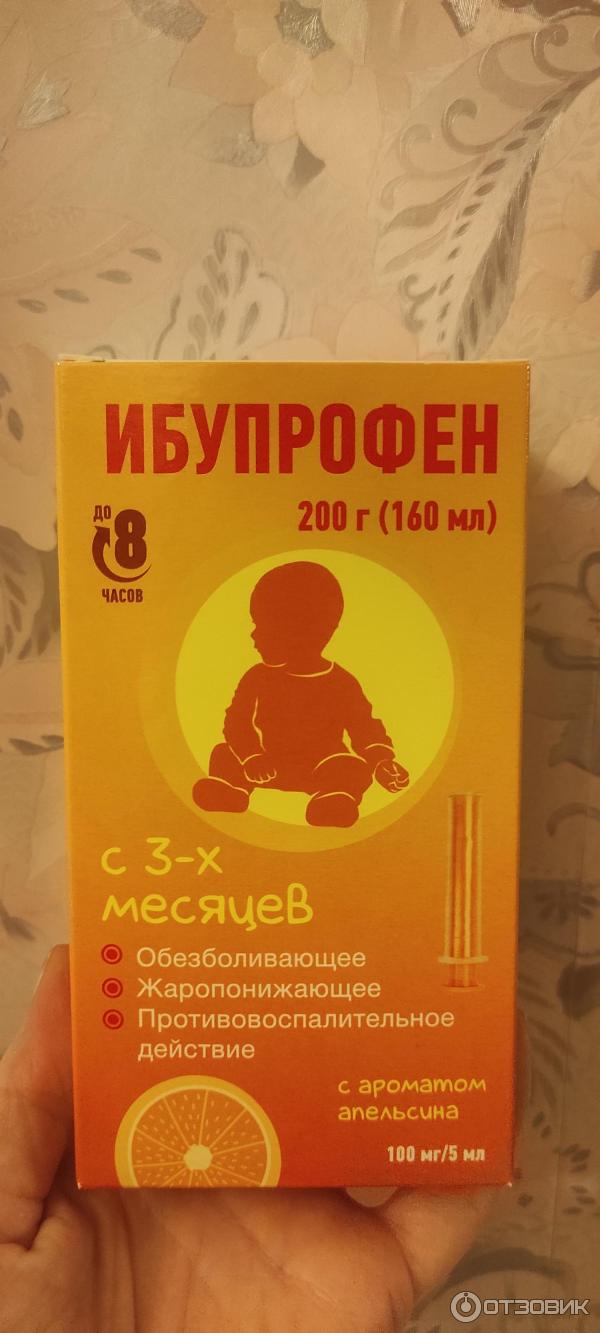 ИБУПРОФЕН
200 г (160 мл)
ДО
8
ЧАСОВ
с 3-х
месяцев
Обезболивающее
Жаропонижающее
Противовоспалительное
действие
с ароматом
апельсина
100 мг/5 мл
ОТЗОВИК